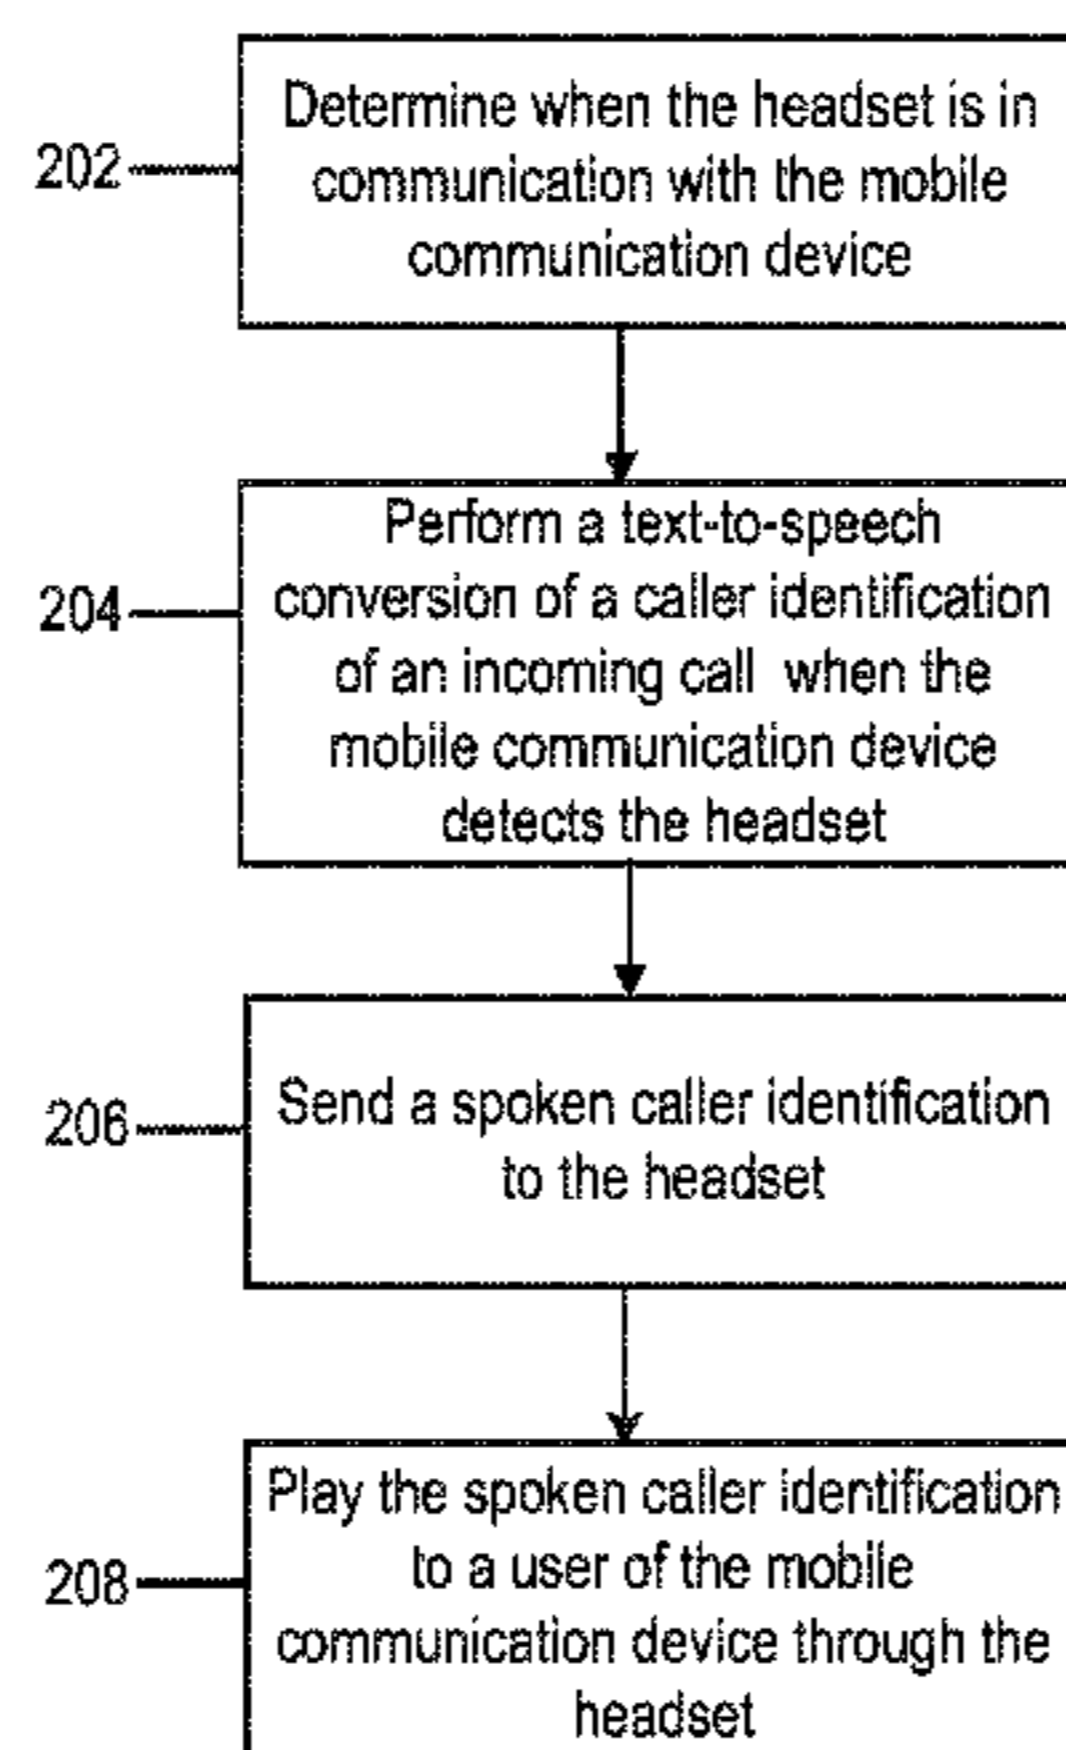 Determine when the headset is in
202
communication with the mobile
communication device
Perform a text-to-speech
204
conversion of a caller identification
of an incoming call when the
mobile communication device
detects the headset
206
Send a spoken caller identification
to the headset
Play the spoken caller identification
208
to a user of the mobile
communication device through the
headset